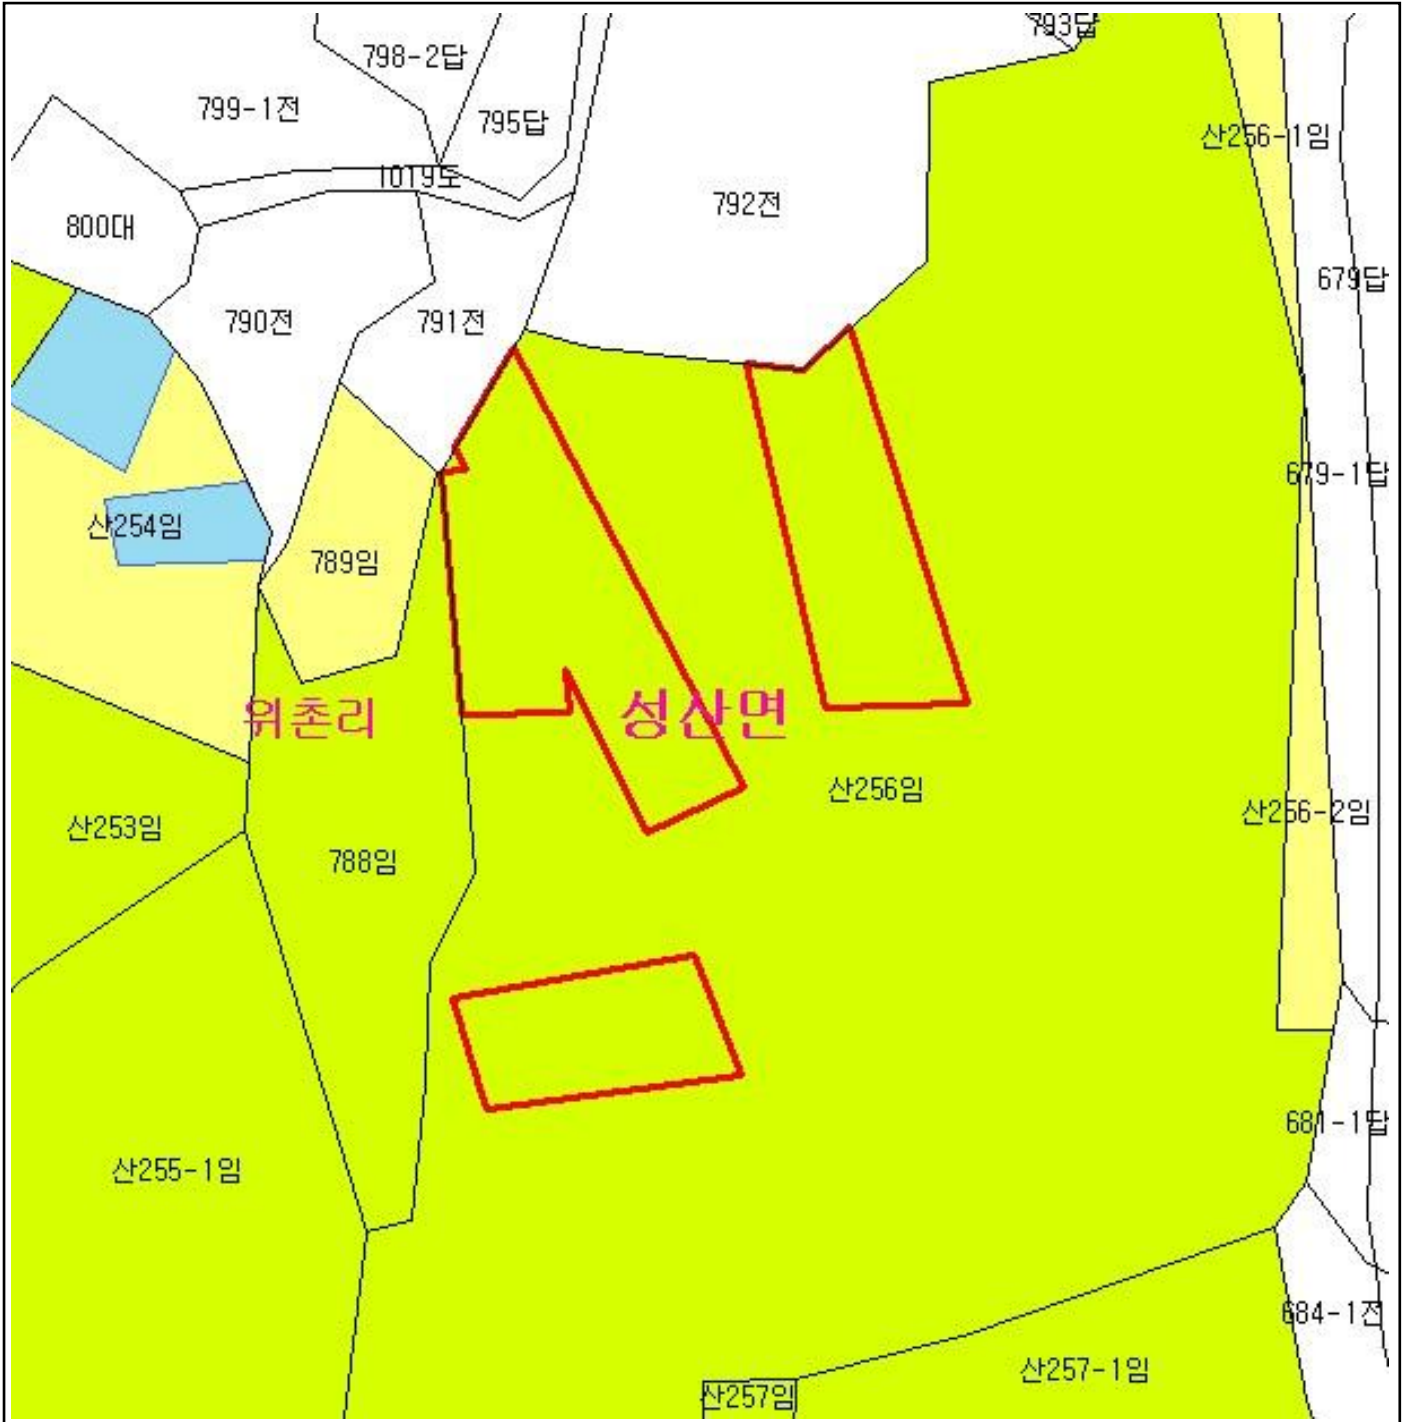 793답
798-2답
799-1전
795답
산256-1임
1019도
792전
800대
679답
790전
791전
679-1답
산254임
789임
위촌리
성산면
산256임
산256-2임
산253임
788임
681-1답
산255-1임
684-1전
산257-1임
산257임